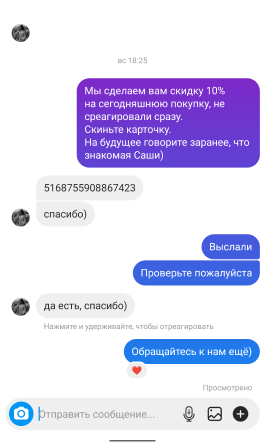 вс 18:25
Мы сделаем вам скидку 10%
на сегодняшнюю покупку, не
среагировали сразу.
Скиньте карточку.
На будущее говорите заранее, что
знакомая Саши)
5168755908867423
спасибо)
Выслали
Проверьте пожалуйста
да есть, спасибо)
Нажмите и удерживайте, чтобы отреагировать
Обращайтесь к нам ещё)
Просмотрено
Отправить сообщение...